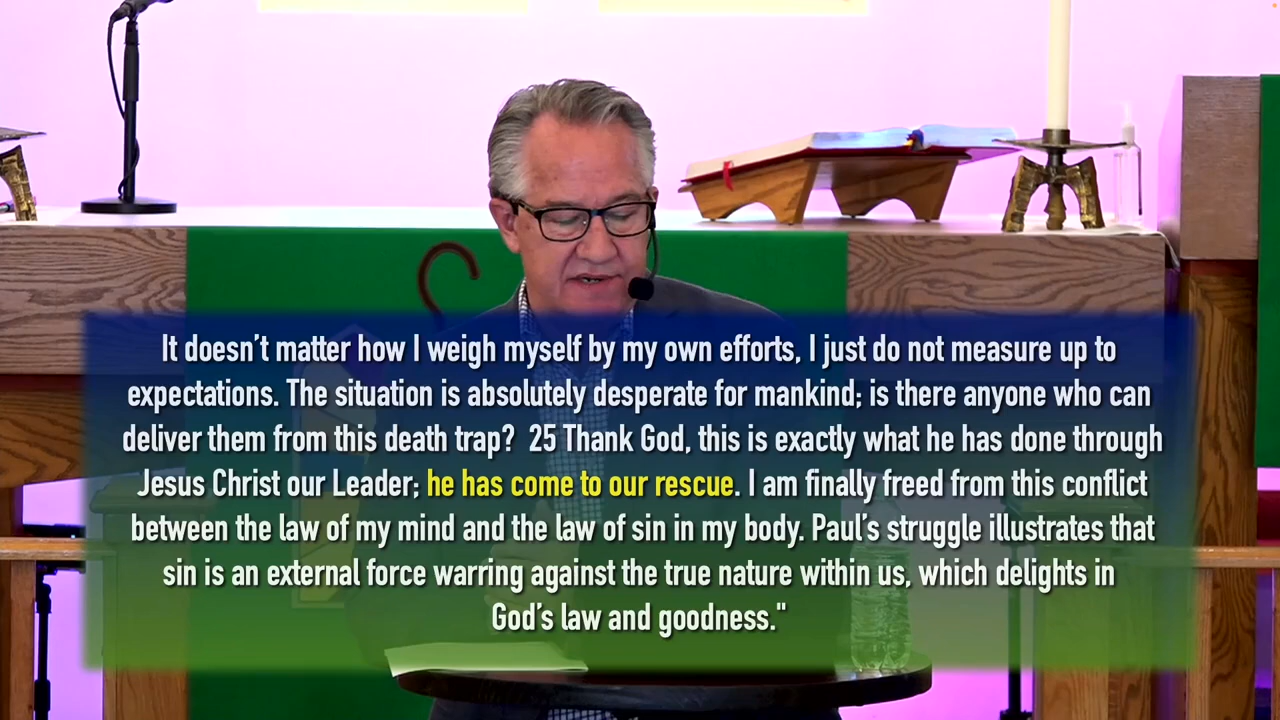 It doesn’t matter how I weigh myself by my own efforts, I just do not measure up to
expectations. The situation is absolutely desperate for mankind; is there anyone who can
deliver them from this death trap?  25 Thank God, this is exactly what he has done through
Jesus Christ our Leader; he has come to our rescue. I am finally freed from this conflict
between the law of my mind and the law of sin in my body. Paul’s struggle illustrates that
sin is an external force warring against the true nature within us, which delights in
God’s law and goodness."